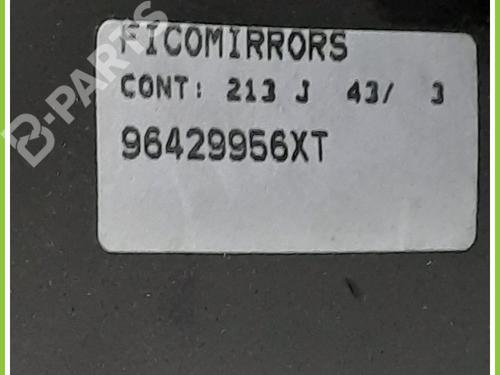 FICOMIRRORS
CONT: 213 J 43/ 3
96429956XT
B-PARTS